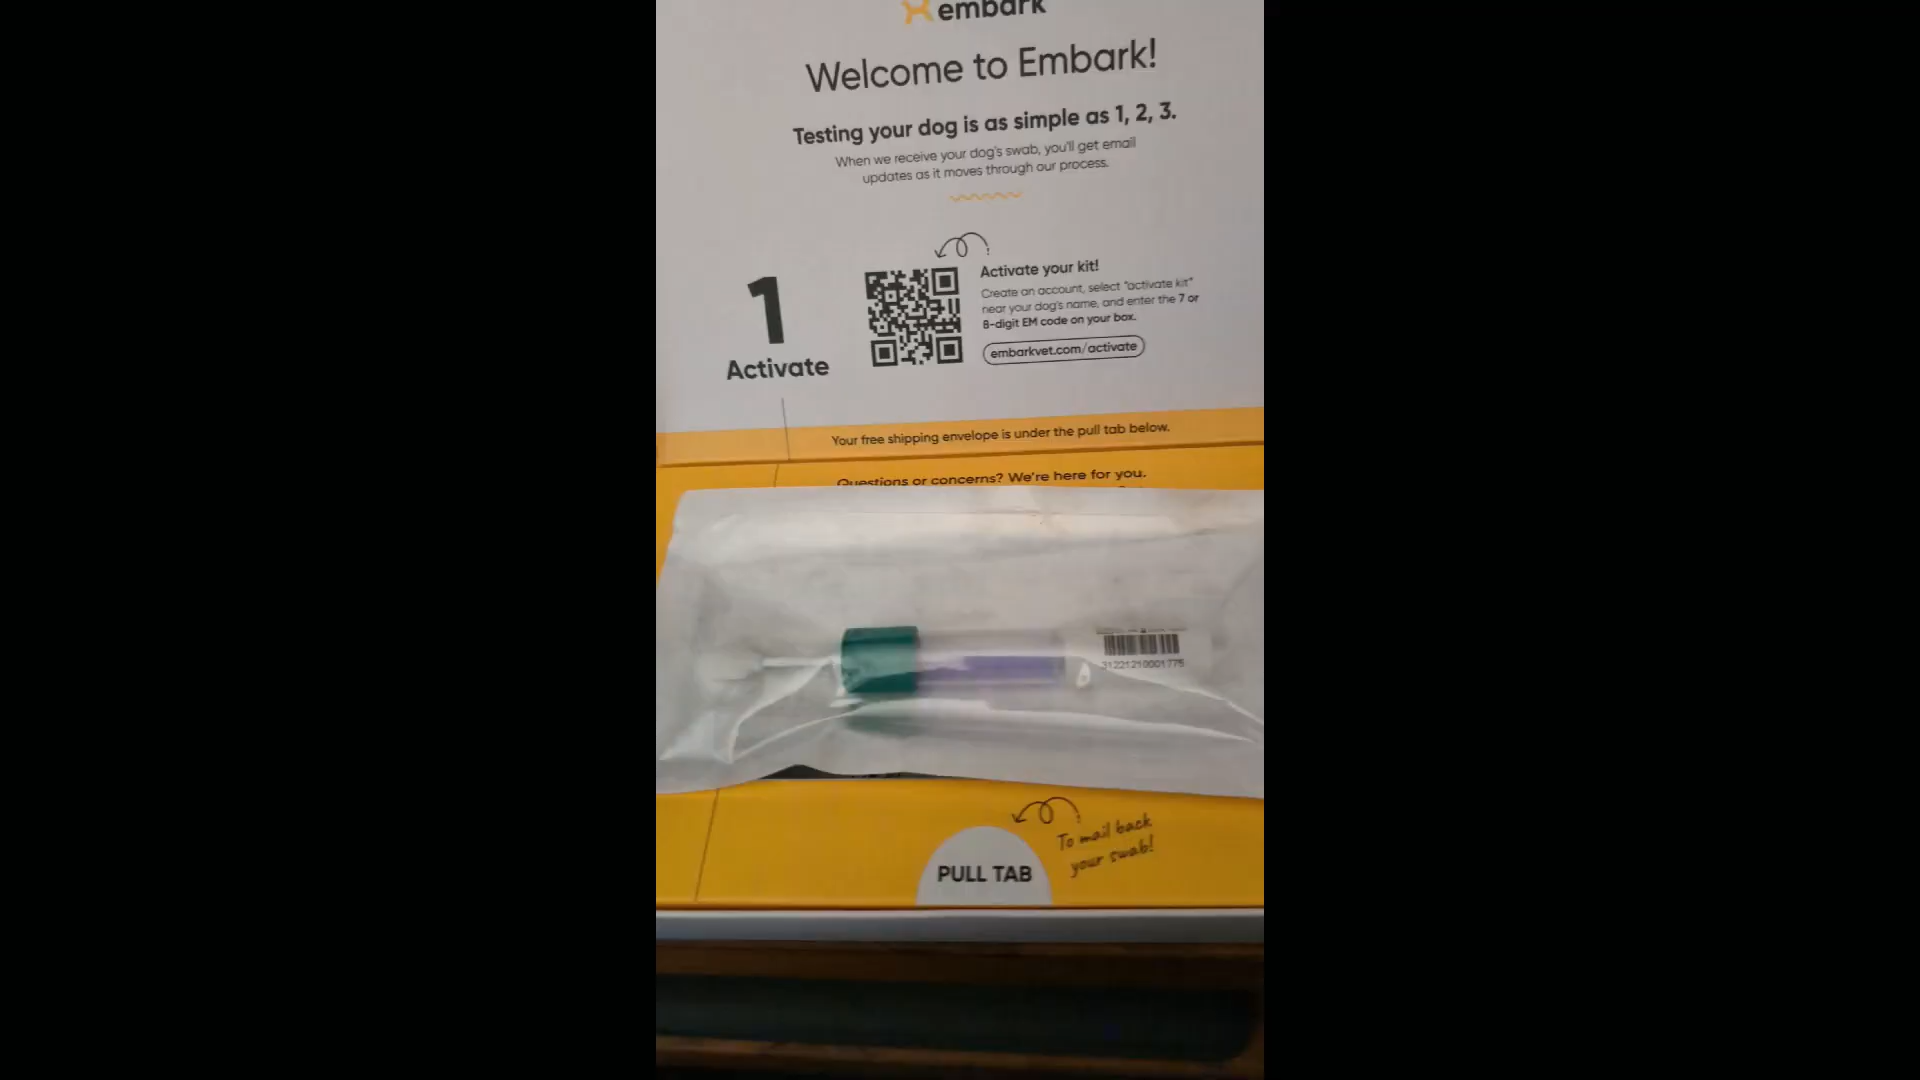 embark
Welcome to Embark!
Testing your dog is as simple as 1, 2, 3.
When we receive your dog's swab, you'll get email
updates as it moves through our process.
1
Activate
Activate your kit!
Create an account, select "activate kit"
near your dog's name, and enter the 7 or
8-digit EM code on your box.
embarkvet.com/activate
Your free shipping envelope is under the pull tab below.
Questions or concerns? We're here for you.
31221210001775
PULL TAB
To mail back
your swab!